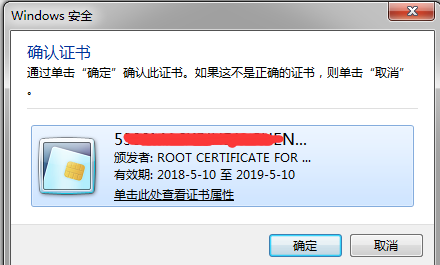 Windows 安全
确认证书
通过单击“确定”确认此证书。如果这不是正确的证书，则单击“取消”
。
颁发者: ROOT CERTIFICATE FOR ...
有效期: 2018-5-10 至 2019-5-10
单击此处查看证书属性
确定
取消